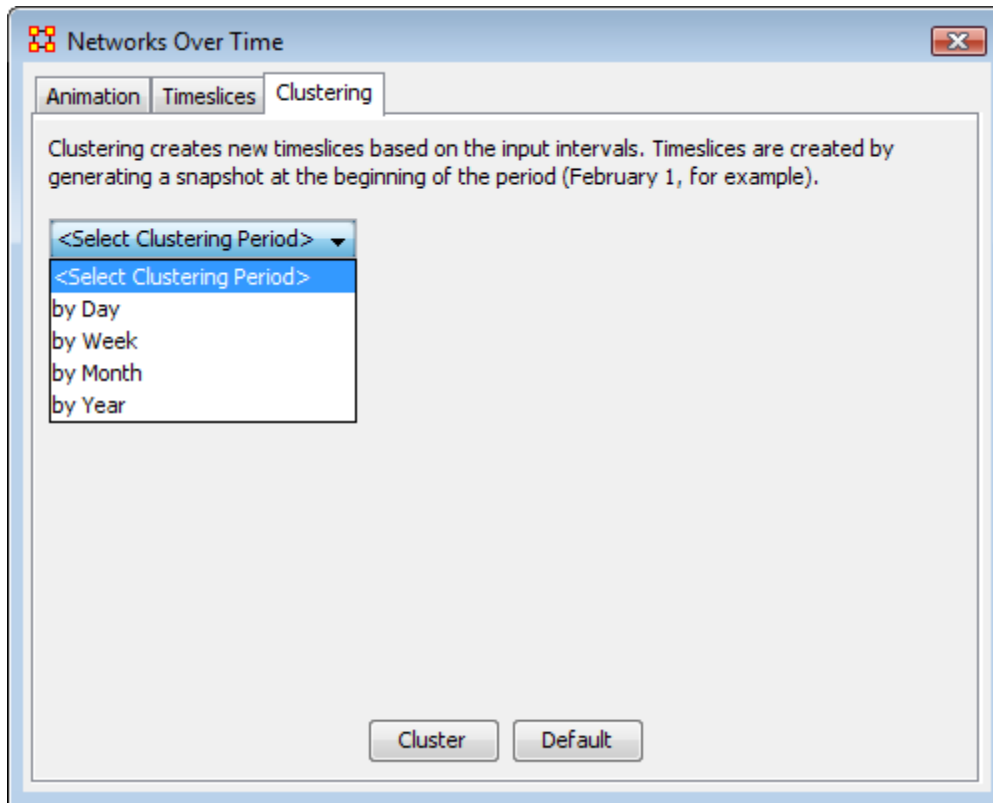 Networks Over Time
Animation
Timeslices
Clustering
Clustering creates new timeslices based on the input intervals. Timeslices are created by
generating a snapshot at the beginning of the period (February 1, for example).
<Select Clustering Period>
<Select Clustering Period>
by Day
by Week
by Month
by Year
Cluster
Default